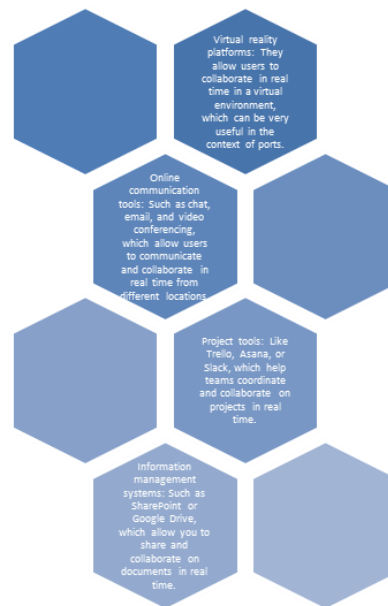 Virtual reality
platforms: They
allow users to
collaborate in real
time in a virtual
environment,
which can be very
useful in the
context of ports.
Online
communication
tools: Such as chat,
email, and video
conferencing,
which allow users
to communicate
and collaborate in
real time from
different locations.
Project tools: Like
Trello, Asana, or
Slack, which help
teams coordinate
and collaborate on
projects in real
time.
Information
management
systems: Such as
SharePoint or
Google Drive,
which allow you to
share and
collaborate on
documents in real
time.